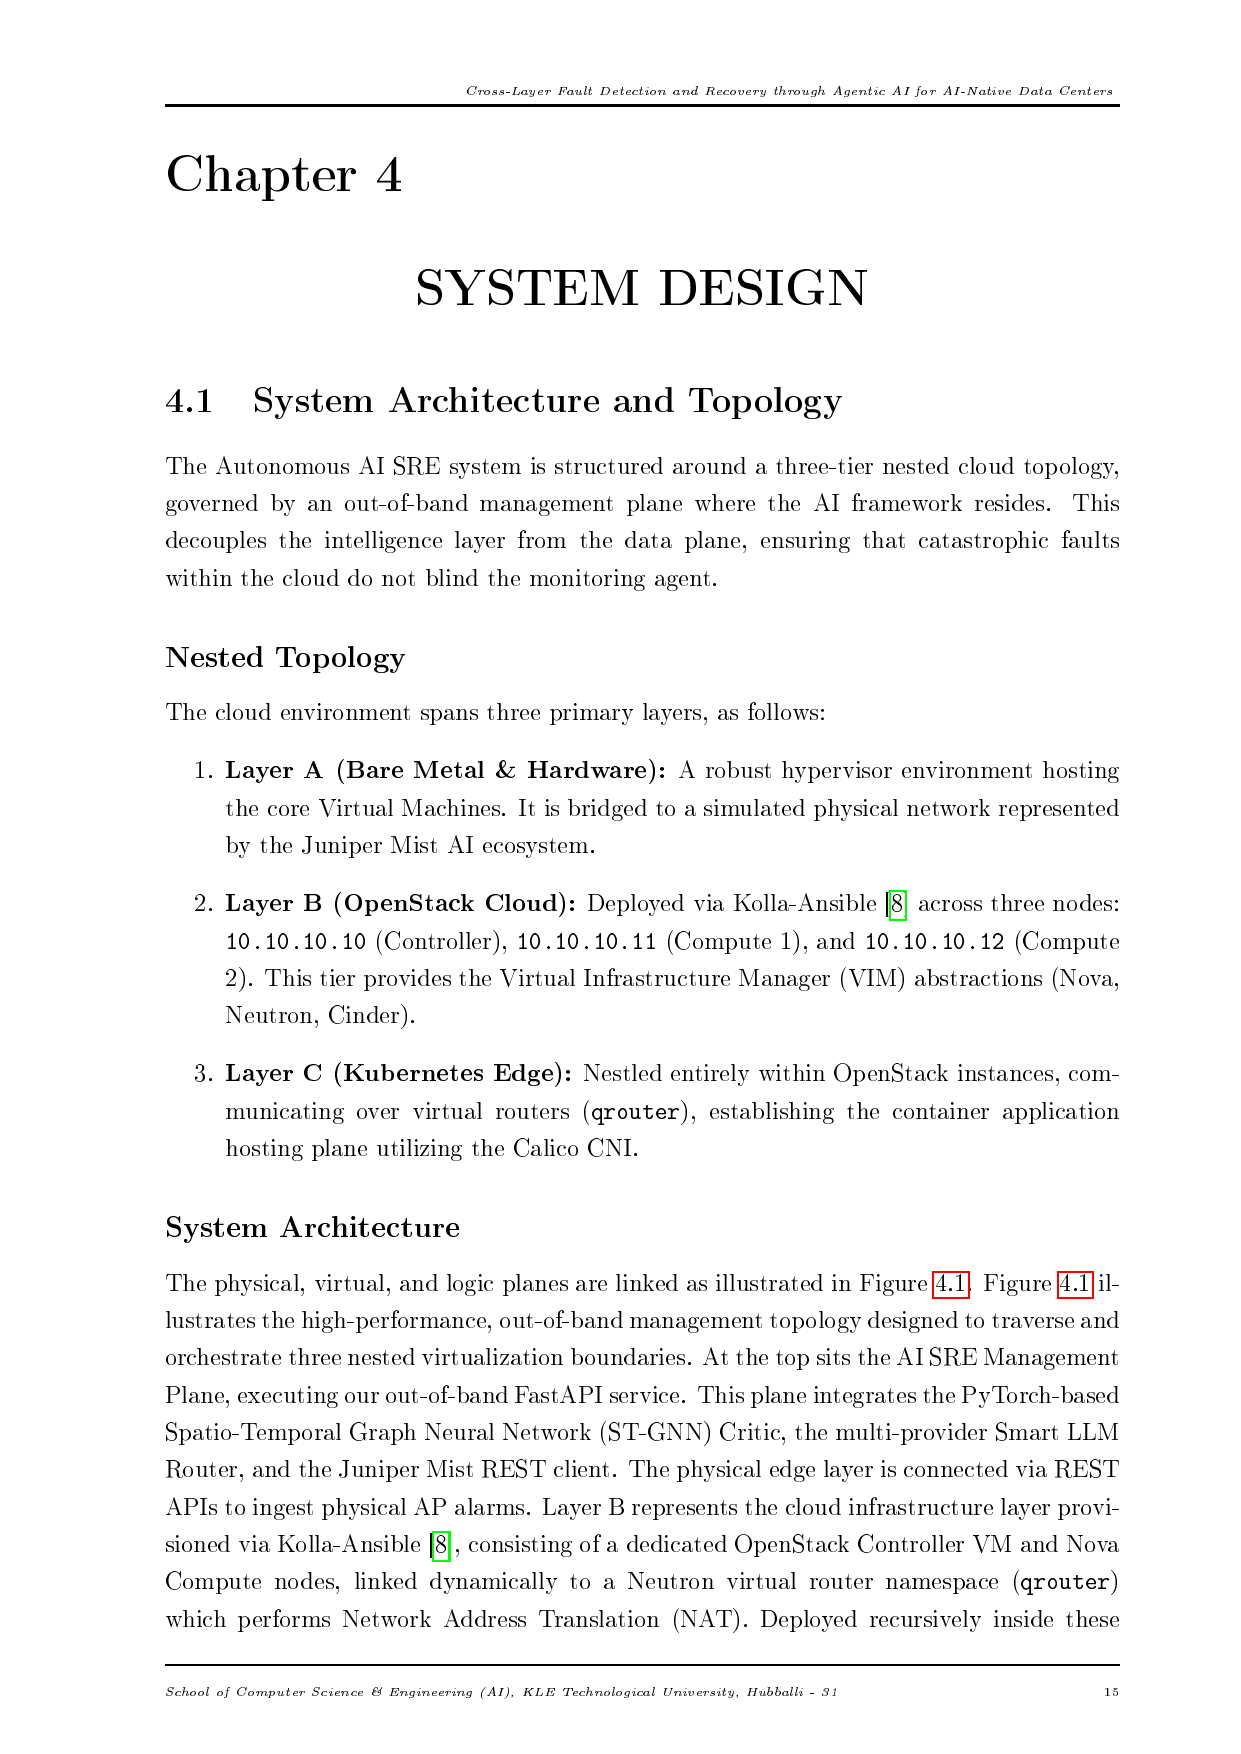 Cross-Layer Fault Detection and Recovery through Agentic AI for AI-Native Data Centers
Chapter 4
SYSTEM DESIGN
4.1 System Architecture and Topology
The Autonomous AI SRE system is structured around a three-tier nested cloud topology,
governed by an out-of-band management plane where the AI framework resides. This
decouples the intelligence layer from the data plane, ensuring that catastrophic faults
within the cloud do not blind the monitoring agent.
Nested Topology
The cloud environment spans three primary layers, as follows:
1. Layer A (Bare Metal & Hardware): A robust hypervisor environment hosting
the core Virtual Machines. It is bridged to a simulated physical network represented
by the Juniper Mist AI ecosystem.
2. Layer B (OpenStack Cloud): Deployed via Kolla-Ansible [8] across three nodes:
10.10.10.10 (Controller), 10.10.10.11 (Compute 1), and 10.10.10.12 (Compute
2). This tier provides the Virtual Infrastructure Manager (VIM) abstractions (Nova,
Neutron, Cinder).
3. Layer C (Kubernetes Edge): Nestled entirely within OpenStack instances, com-
municating over virtual routers (qrouter), establishing the container application
hosting plane utilizing the Calico CNI.
System Architecture
The physical, virtual, and logic planes are linked as illustrated in Figure 4.1. Figure 4.1 il-
lustrates the high-performance, out-of-band management topology designed to traverse and
orchestrate three nested virtualization boundaries. At the top sits the AI SRE Management
Plane, executing our out-of-band FastAPI service. This plane integrates the PyTorch-based
Spatio-Temporal Graph Neural Network (ST-GNN) Critic, the multi-provider Smart LLM
Router, and the Juniper Mist REST client. The physical edge layer is connected via REST
APIs to ingest physical AP alarms. Layer B represents the cloud infrastructure layer provi-
sioned via Kolla-Ansible [8], consisting of a dedicated OpenStack Controller VM and Nova
Compute nodes, linked dynamically to a Neutron virtual router namespace (qrouter)
which performs Network Address Translation (NAT). Deployed recursively inside these
School of Computer Science & Engineering (AI), KLE Technological University, Hubballi - 31 15